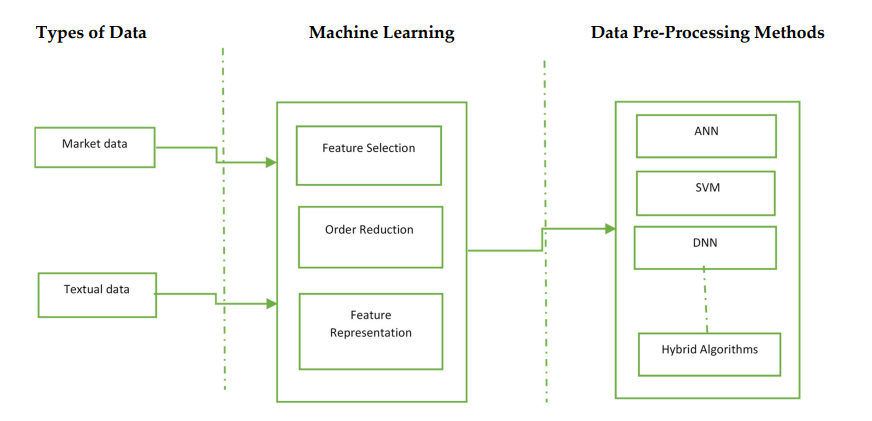 Types of Data
Machine Learning
Data Pre-Processing Methods
Market data
Textual data
Feature Selection
Order Reduction
Feature
Representation
ANN
SVM
DNN
Hybrid Algorithms